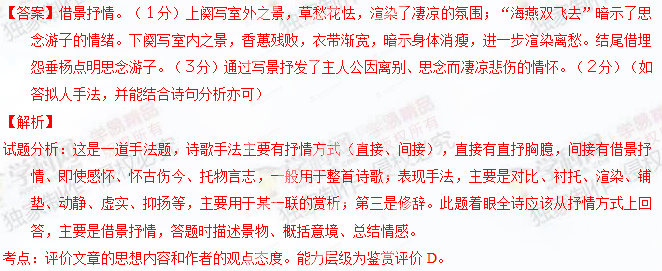 【答案】借景抒情。（1分）上阕写室外之景，草愁花怯，渲染了凄凉的氛围；“海燕双飞去”暗示了思
念游子的情绪。下阕写室内之景，香蕙残败，衣带渐宽，暗示身体消瘦，进一步渲染离愁。结尾借埋
怨垂杨点明思念游子。（3分）通过写景抒发了主人公因离别、思念而凄凉悲伤的情怀。（2分）（如
答拟人手法，并能结合诗句分析亦可）
【解析】
试题分析：这是一道手法题，诗歌手法主要有抒情方式（直接、间接），直接有直抒胸臆，间接有借景抒
情、即使感怀、怀古伤今、托物言志，一般用于整首诗歌；表现手法，主要是对比、衬托、渲染、铺
垫、动静、虚实、抑扬等，主要用于某一联的赏析；第三是修辞。此题着眼全诗应该从抒情方式上回
答，主要是借景抒情，答题时描述景物、概括意境、总结情感。
考点：评价文章的思想内容和作者的观点态度。能力层级为鉴赏评价 D。